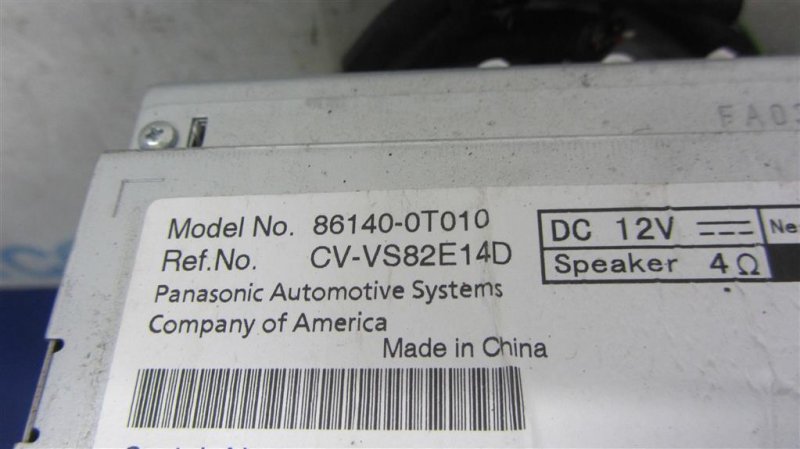 FA03
Model No. 86140-0T010
Ref.No. CV-VS82E14D
Panasonic Automotive Systems
Company of America
Made in China
DC 12V
Speaker 4Ω